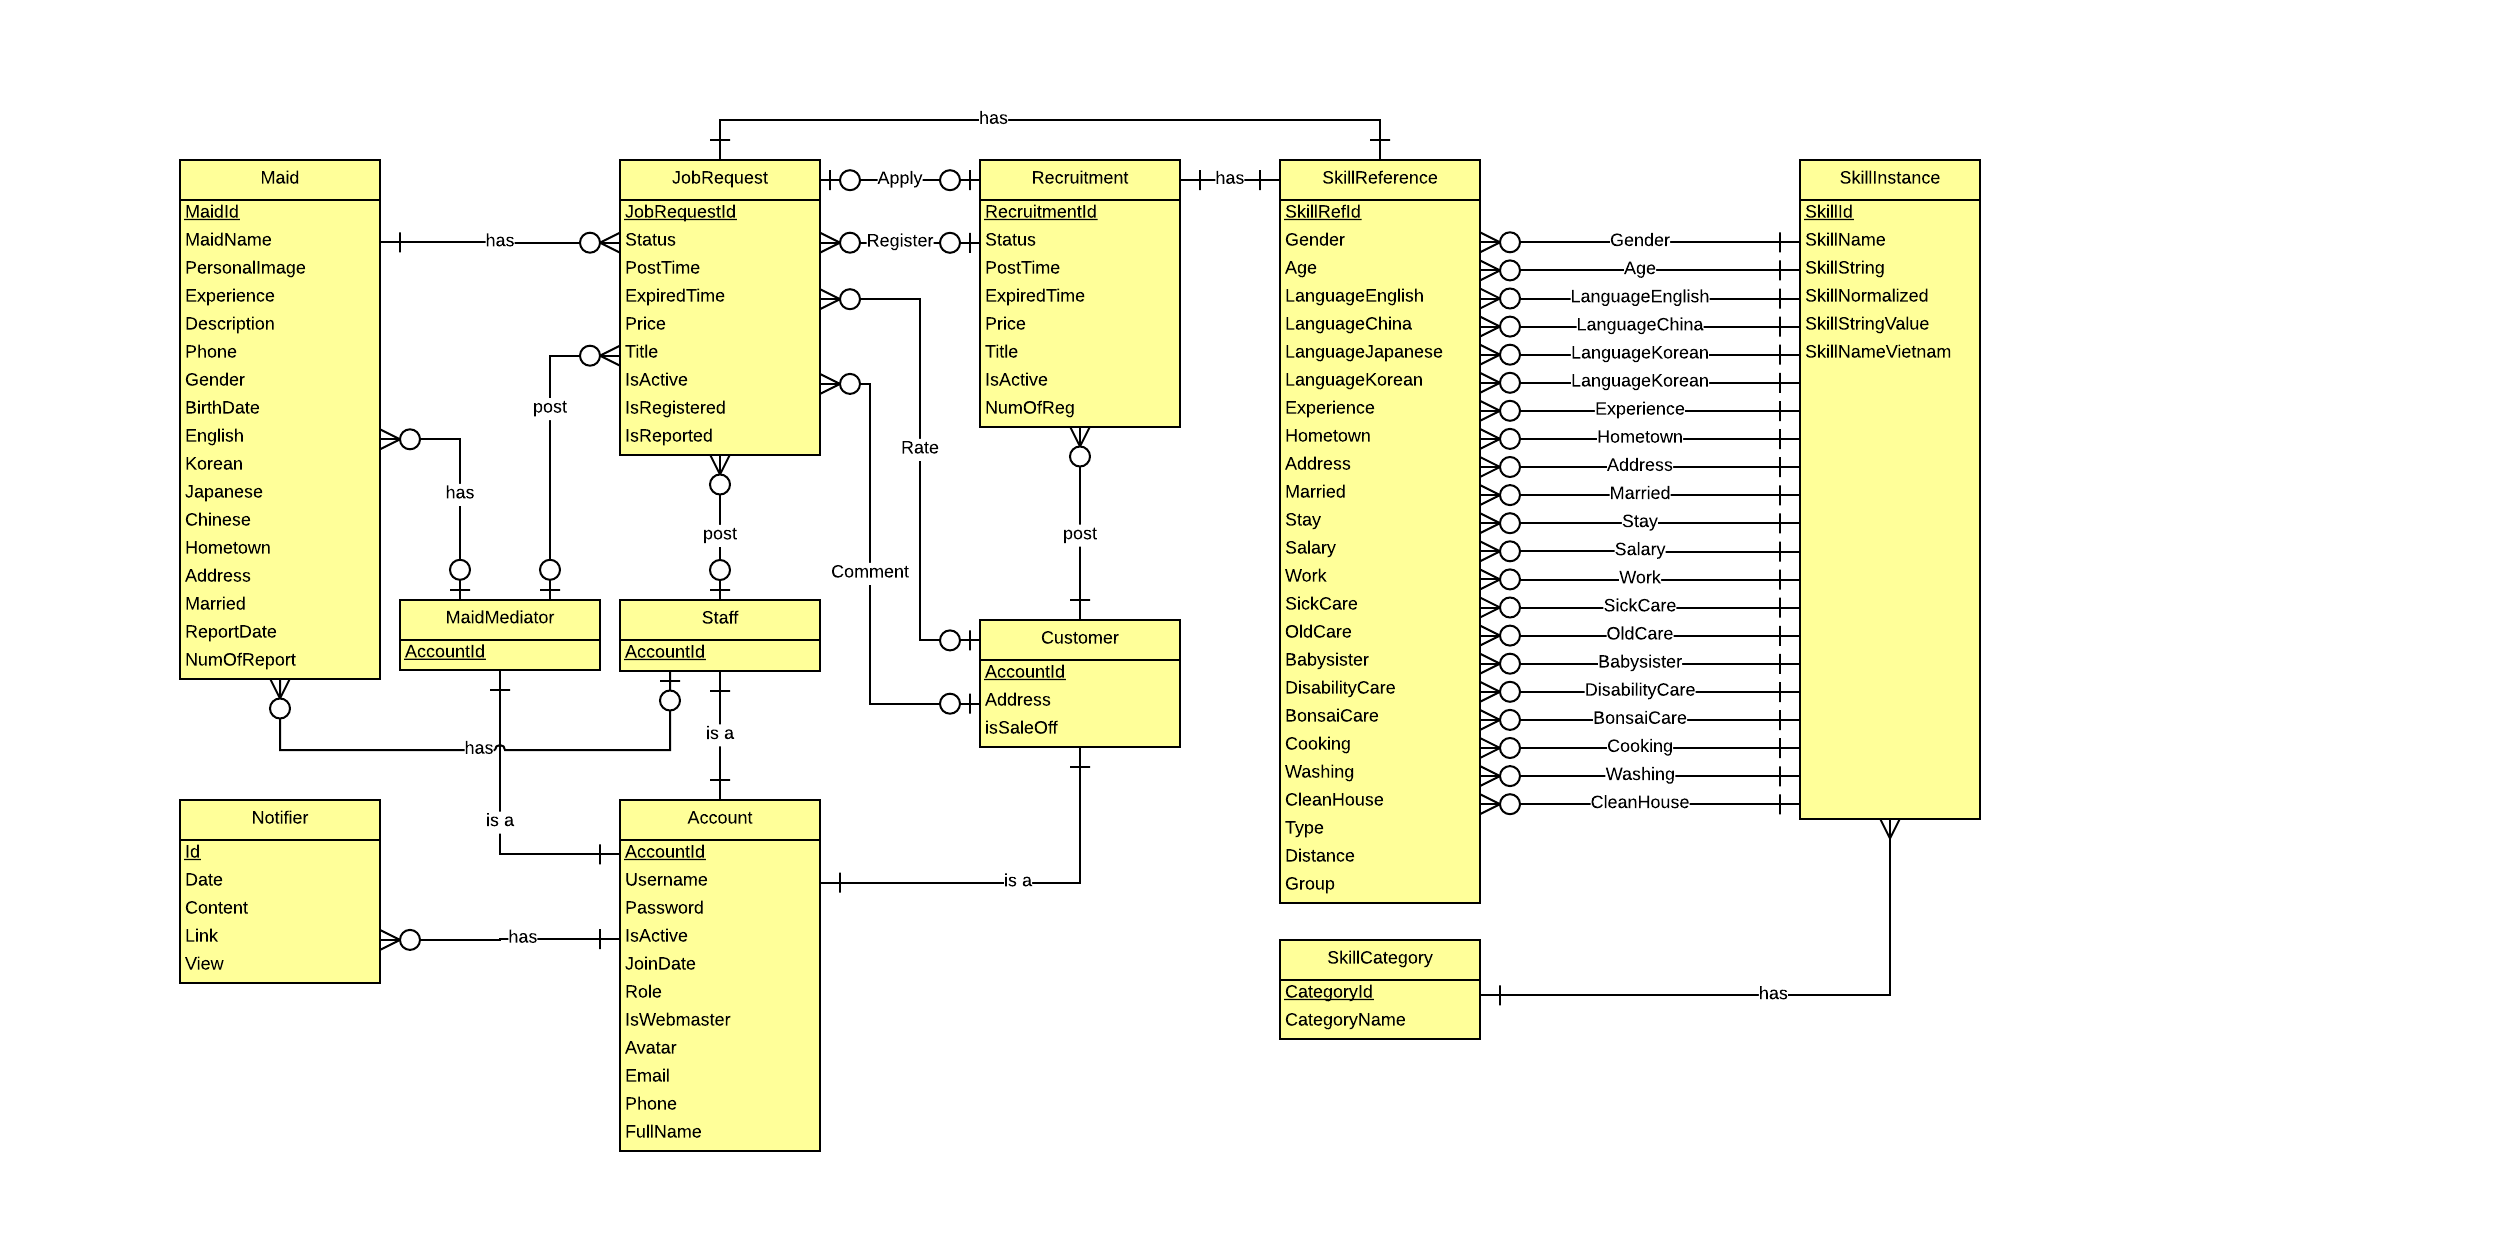 has
Maid
MaidId
MaidName
PersonalImage
Experience
Description
Phone
Gender
BirthDate
English
Korean
Japanese
Chinese
Hometown
Address
Married
ReportDate
NumOfReport
has
has
post
JobRequest
JobRequestId
Status
PostTime
ExpiredTime
Price
Title
IsActive
IsRegistered
IsReported
Apply
Register
Rate
Comment
post
Recruitment
RecruitmentId
Status
PostTime
ExpiredTime
Price
Title
IsActive
NumOfReg
post
has
SkillReference
SkillRefId
Gender
Age
LanguageEnglish
LanguageChina
LanguageJapanese
LanguageKorean
Experience
Hometown
Address
Married
Stay
Salary
Work
SickCare
OldCare
Babysister
DisabilityCare
BonsaiCare
Cooking
Washing
CleanHouse
Type
Distance
Group
Gender
Age
LanguageEnglish
LanguageChina
LanguageKorean
LanguageKorean
Experience
Hometown
Address
Married
Stay
Salary
Work
SickCare
OldCare
Babysister
DisabilityCare
BonsaiCare
Cooking
Washing
CleanHouse
SkillInstance
SkillId
SkillName
SkillString
SkillNormalized
SkillStringValue
SkillNameVietnam
MaidMediator
AccountId
Staff
AccountId
Customer
AccountId
Address
isSaleOff
has
is a
is a
is a
Notifier
Id
Date
Content
Link
View
has
Account
AccountId
Username
Password
IsActive
JoinDate
Role
IsWebmaster
Avatar
Email
Phone
FullName
SkillCategory
CategoryId
CategoryName
has